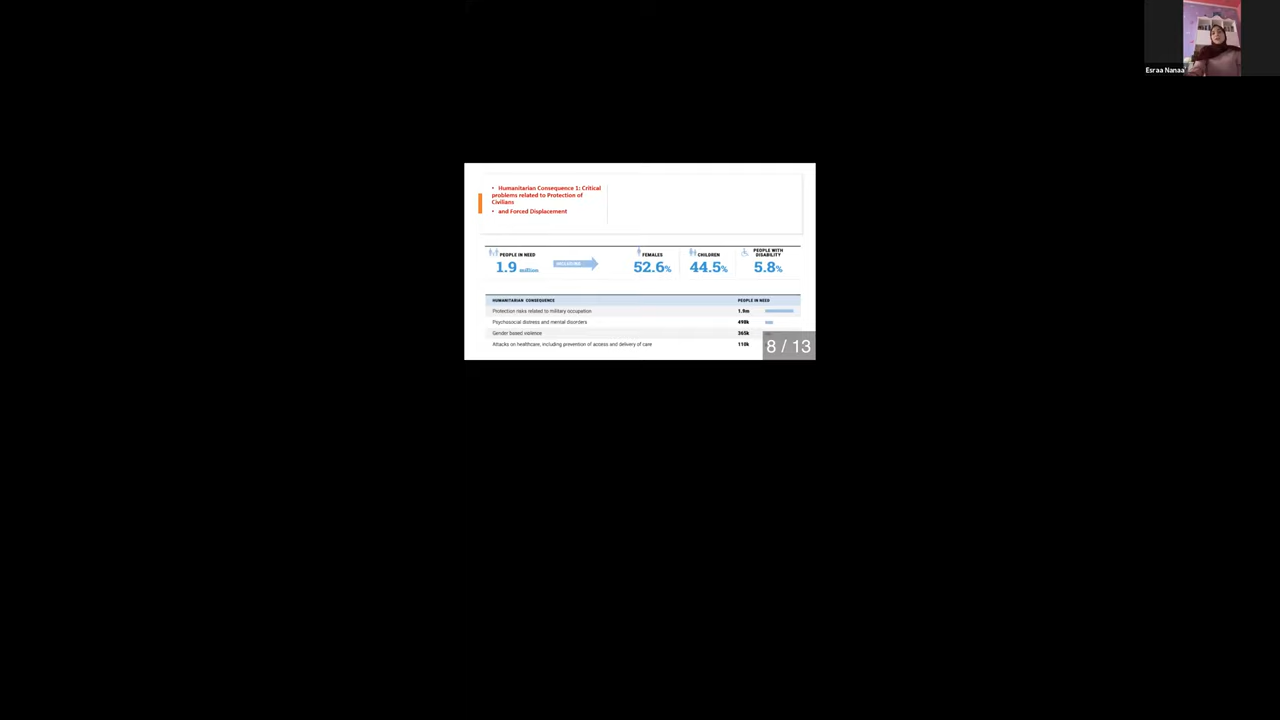 Esraa Nanaa
• Humanitarian Consequence 1: Critical
problems related to Protection of
Civilians
• and Forced Displacement
PEOPLE IN NEED
1.9 million
FEMALES
52.6%
CHILDREN
44.5%
PEOPLE WITH
DISABILITY
5.8%
HUMANITARIAN CONSEQUENCE PEOPLE IN NEED
Protection risks related to military occupation 1.9m
Psychosocial distress and mental disorders 498k
Gender based violence 365k
Attacks on healthcare, including prevention of access and delivery of care 110k
8 / 13